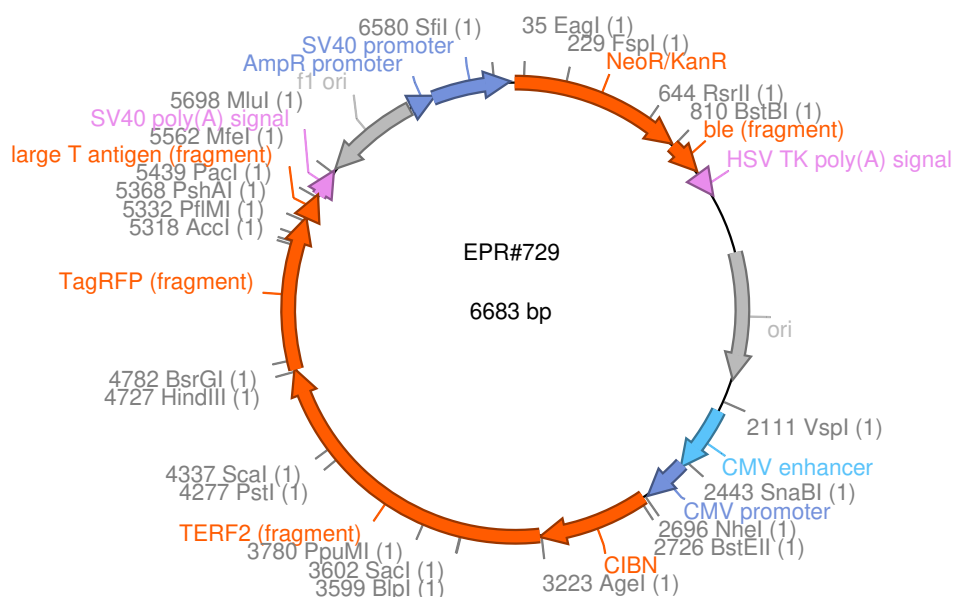 6580 SfiI (1)
SV40 promoter
AmpR promoter
f1 ori
5698 MluI (1)
SV40 poly(A) signal
5562 MfeI (1)
large T antigen (fragment)
5439 PacI (1)
5368 PshAI (1)
5332 PflMI (1)
5318 AccI (1)
TagRFP (fragment)
4782 BsrGI (1)
4727 HindIII (1)
4337 ScaI (1)
4277 PstI (1)
TERF2 (fragment)
3780 PpuMI (1)
3602 SacI (1)
3599 BlpI (1)
35 EagI (1)
229 FspI (1)
NeoR/KanR
644 RsrII (1)
810 BstBI (1)
ble (fragment)
HSV TK poly(A) signal
EPR#729
6683 bp
ori
2111 VspI (1)
CMV enhancer
2443 SnaBI (1)
CMV promoter
2696 NheI (1)
2726 BstEII (1)
CIBN
3223 AgeI (1)